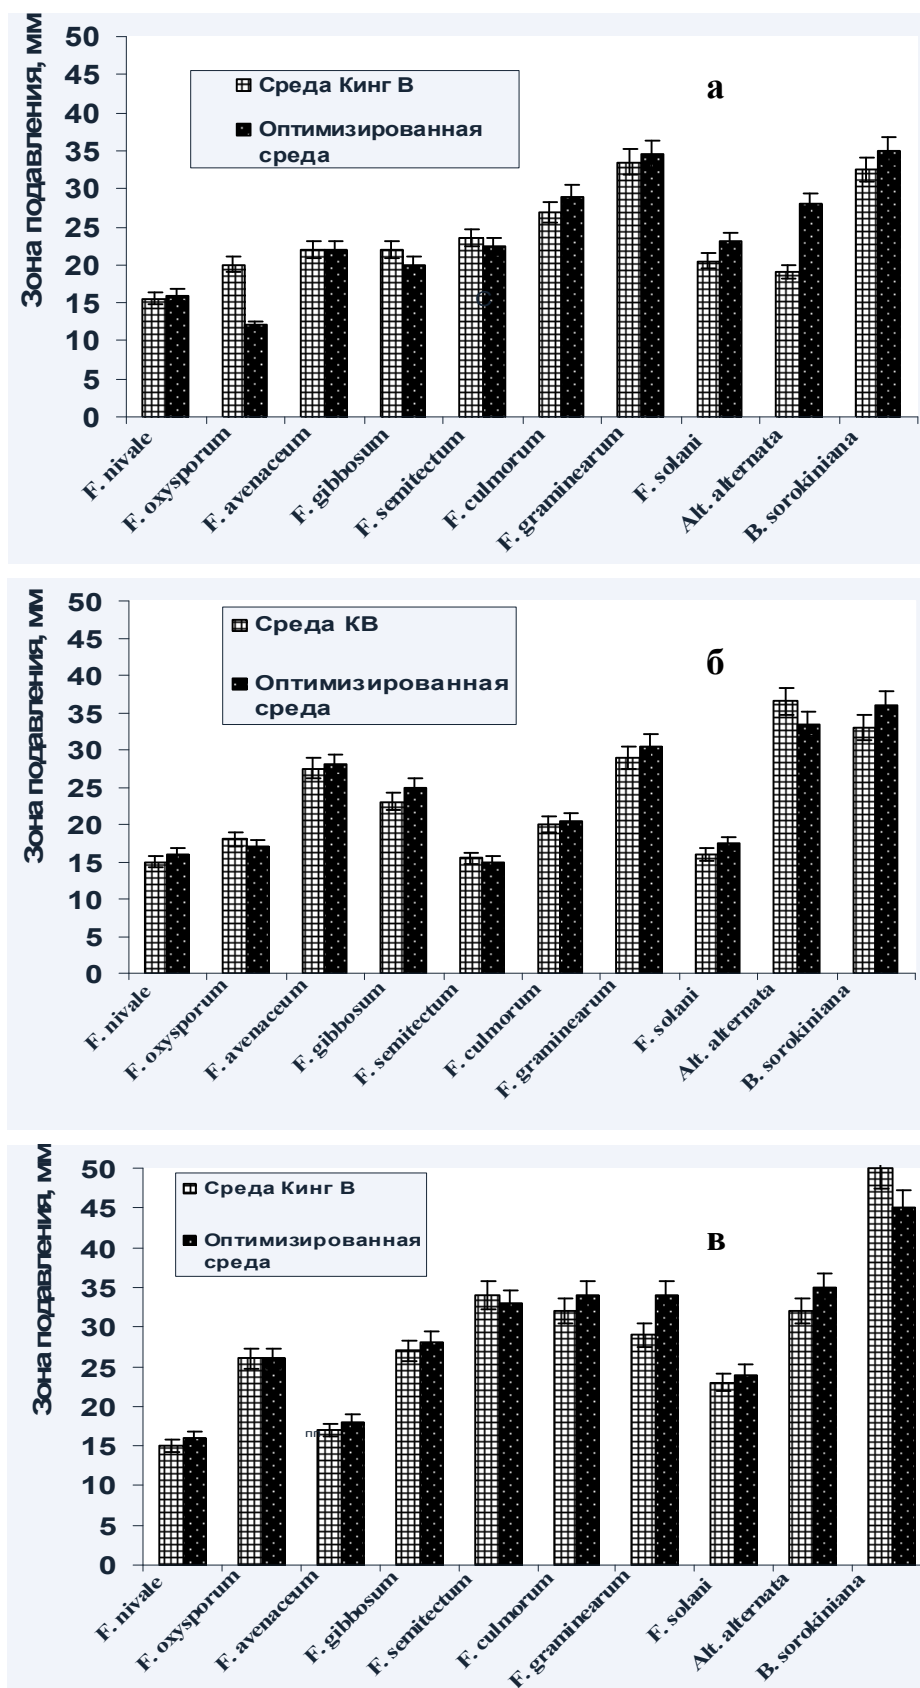 Зона подавления, мм
50
45
40
35
30
25
20
15
10
5
0
Среда Кинг В
Оптимизированная
среда
а
F. nivale
F. oxysporum
F. avenaceum
F. gibbosum
F. semitectum
F. culmorum
F. graminearum
F. solani
Alt. alternata
B. sorokiniana
Зона подавления, мм
50
45
40
35
30
25
20
15
10
5
0
Среда КВ
Оптимизированная
среда
б
F. nivale
F. oxysporum
F. avenaceum
F. gibbosum
F. semitectum
F. culmorum
F. graminearum
F. solani
Alt. alternata
B. sorokiniana
Зона подавления, мм
50
45
40
35
30
25
20
15
10
5
0
Среда Кинг В
Оптимизированная
среда
в
F. nivale
F. oxysporum
F. avenaceum
F. gibbosum
F. semitectum
F. culmorum
F. graminearum
F. solani
Alt. alternata
B. sorokiniana